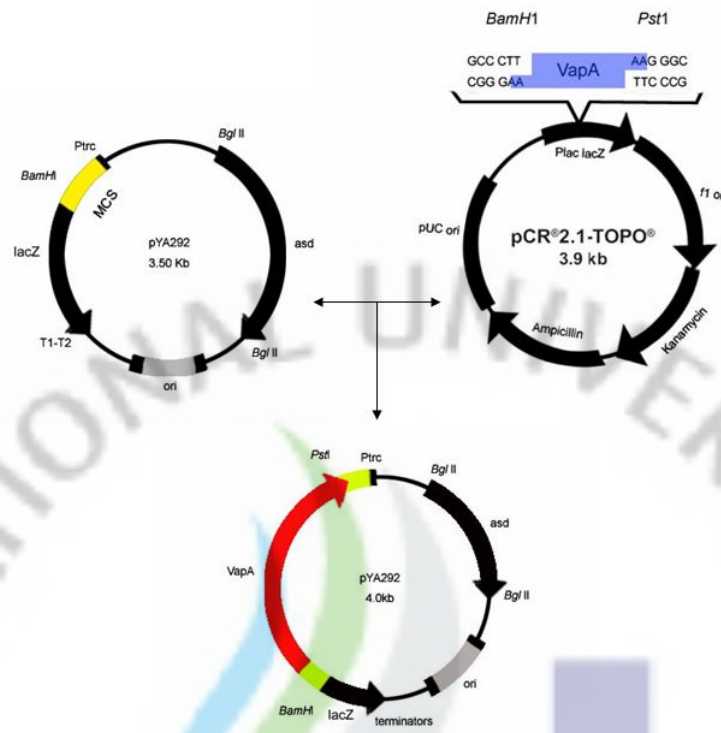 BamH1
Pst1
GCC CTT
AAG GGC
VapA
CGG GAA
TTC CCG
Plac lacZ
f1 ori
pUC ori
pCR®2.1-TOPO®
3.9 kb
Ampicillin
Kanamycin
Ptrc
Bgl II
BamHI
MCS
lacZ
pYA292
3.50 Kb
asd
T1-T2
Bgl II
ori
PstI
Ptrc
Bgl II
asd
VapA
pYA292
4.0kb
Bgl II
ori
BamHI
lacZ
terminators